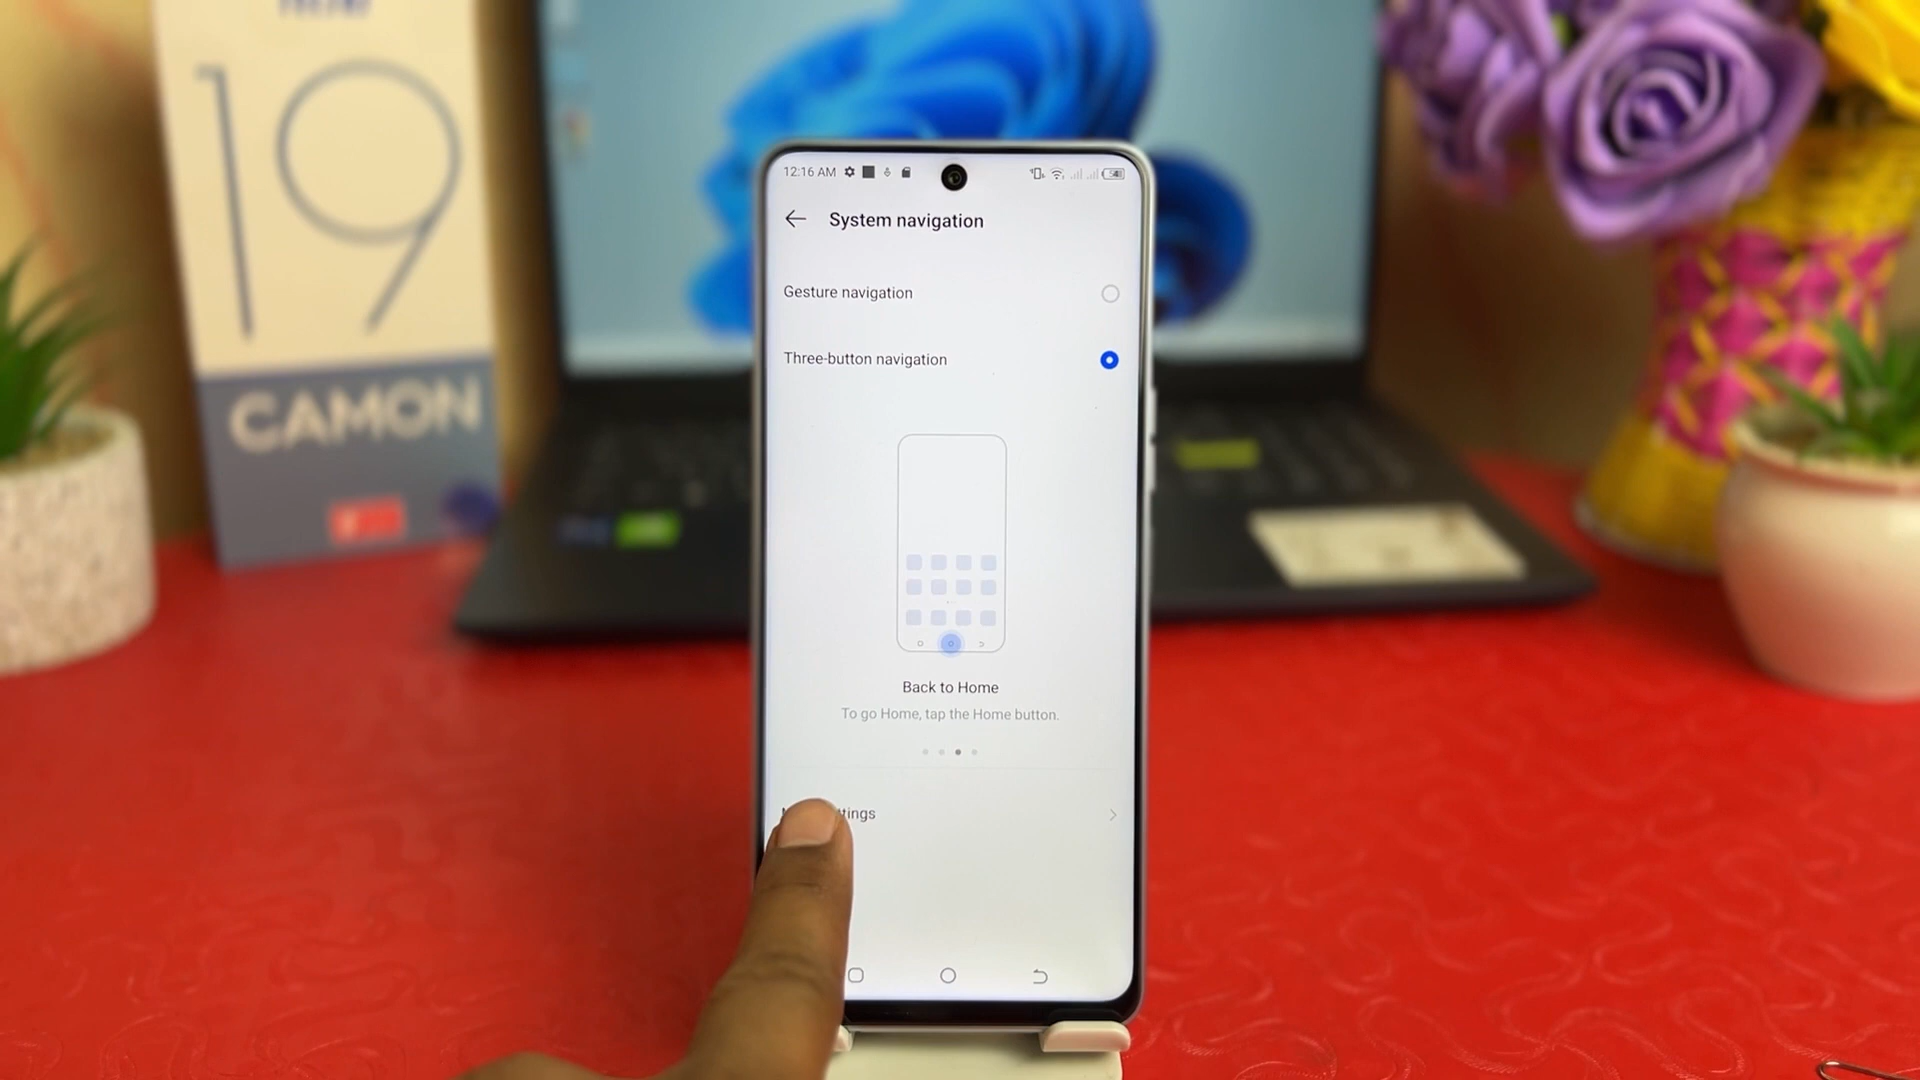 19
CAMON
12:16 AM
54
System navigation
Gesture navigation
Three-button navigation
Back to Home
To go Home, tap the Home button.